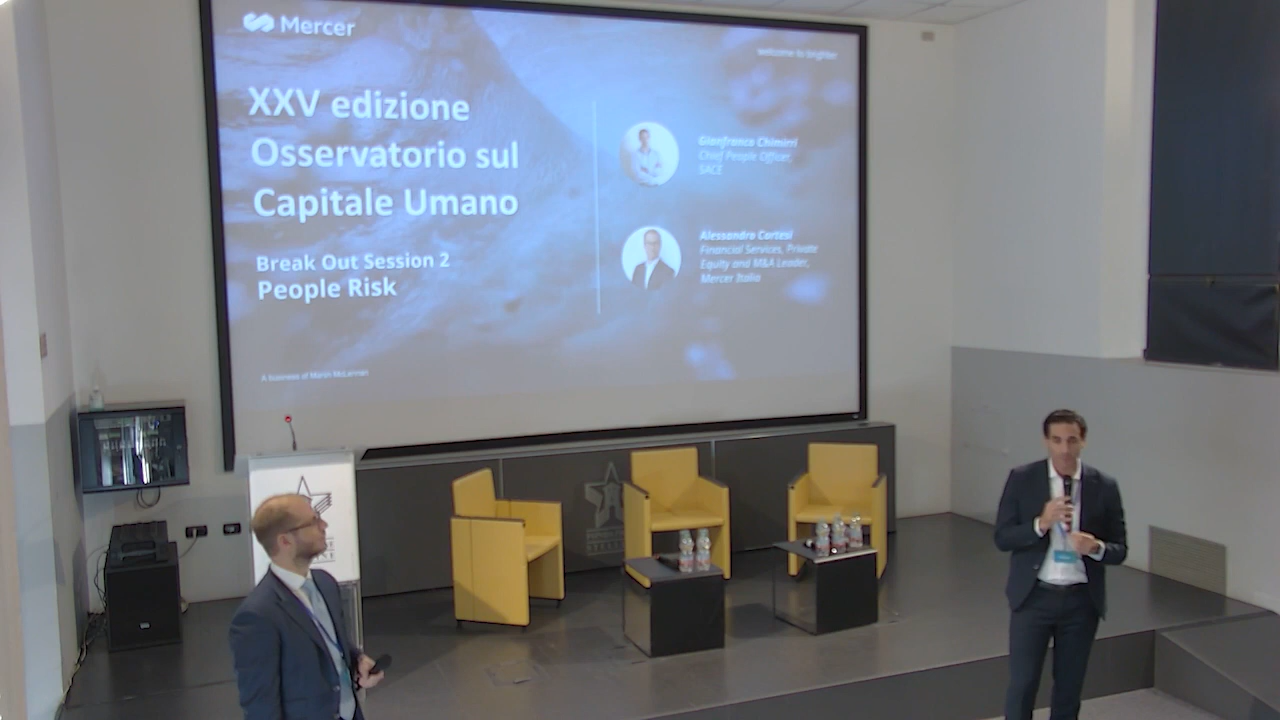 Mercer
welcome to brighter
XXV edizione
Osservatorio sul
Capitale Umano
Break Out Session 2
People Risk
Gianfranco Chimirri
Chief People Officer,
SACE
Alessandro Cortesi
Financial Services, Private
Equity and M&A Leader,
Mercer Italia
A business of Marsh McLennan